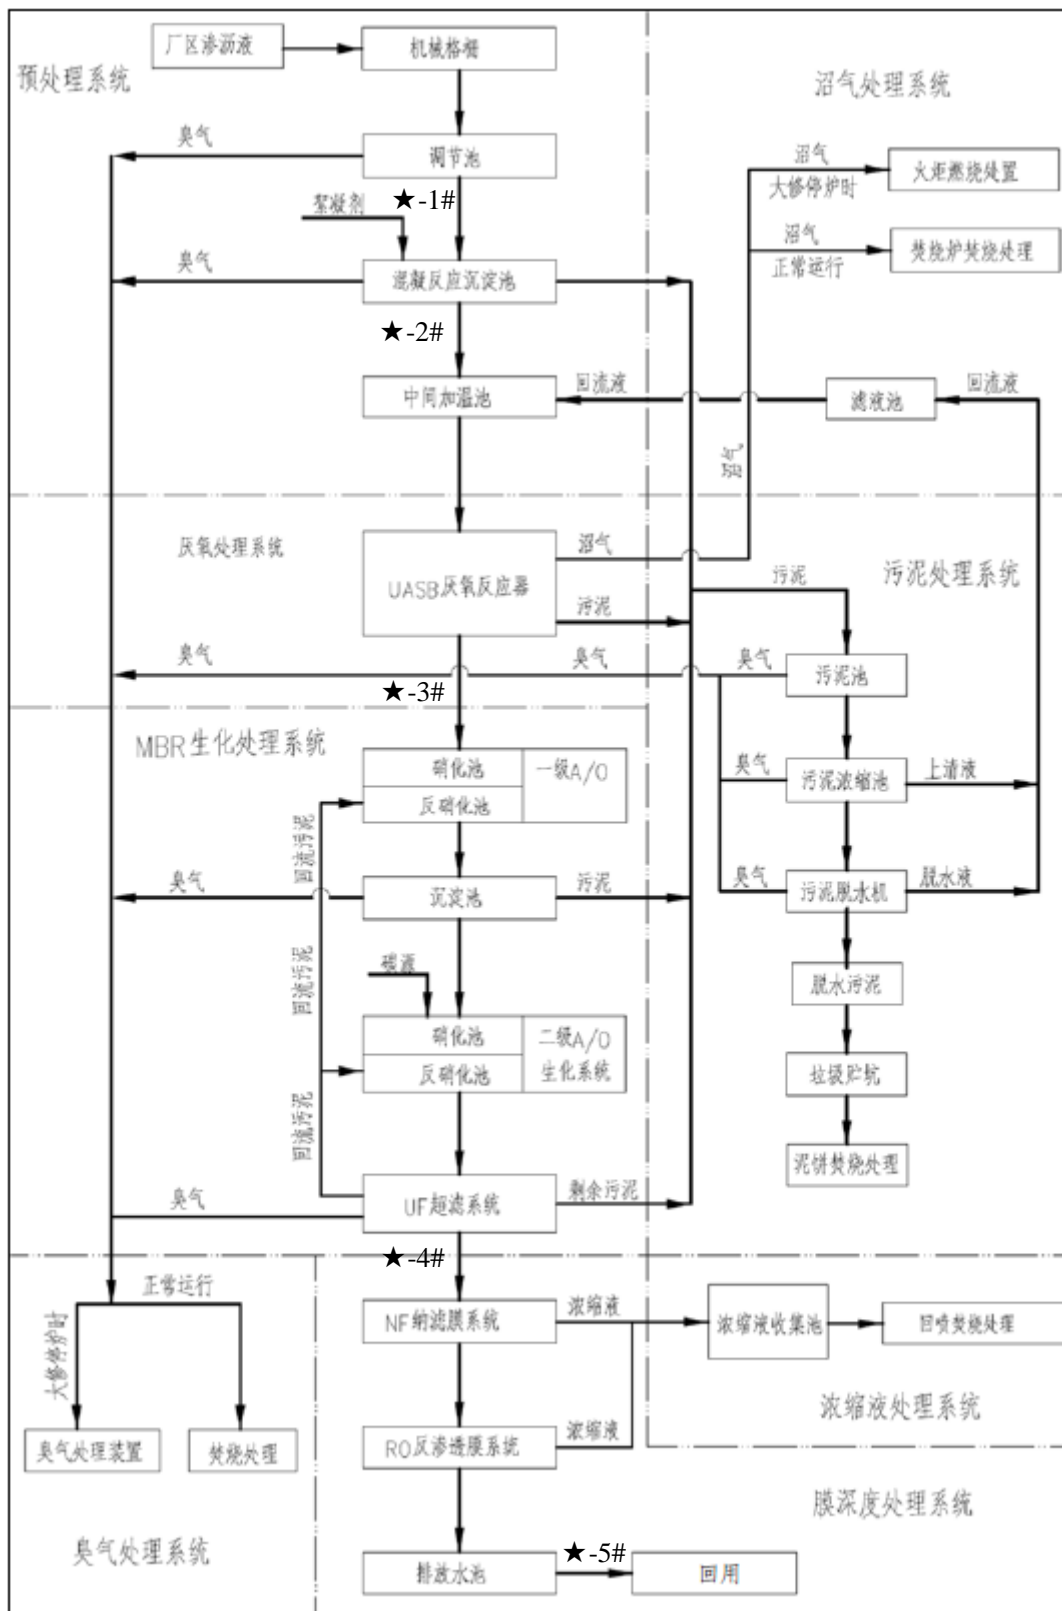 厂区渗沥液
机械格栅
预处理系统
沼气处理系统
臭气
调节池
沼气
大修停炉时
火炬燃烧处置
★-1#
絮凝剂
沼气
正常运行
焚烧炉焚烧处理
臭气
混凝反应沉淀池
★-2#
中间加温池
回流液
滤液池
回流液
沼气
厌氧处理系统
UASB厌氧反应器
沼气
污泥
污泥
污泥处理系统
臭气
臭气
臭气
污泥池
★-3#
MBR生化处理系统
硝化池
反硝化池
一级A/O
臭气
污泥浓缩池
上清液
回流污泥
臭气
沉淀池
污泥
臭气
污泥脱水机
脱水液
回流污泥
碳源
脱水污泥
硝化池
反硝化池
二级A/O
生化系统
垃圾贮坑
回流污泥
泥饼焚烧处理
臭气
UF超滤系统
剩余污泥
★-4#
正常运行
大修停炉时
NF纳滤膜系统
浓缩液
浓缩液收集池
回喷焚烧处理
浓缩液处理系统
臭气处理装置
焚烧处理
RO反渗透膜系统
浓缩液
膜深度处理系统
臭气处理系统
排放水池
★-5#
回用